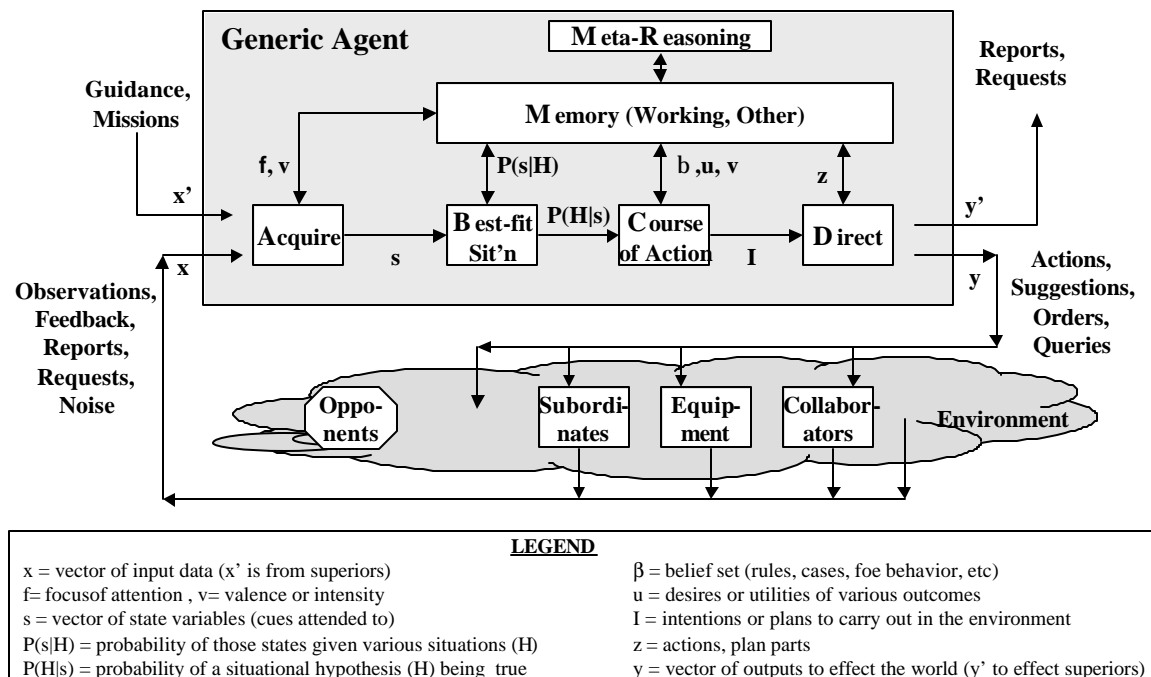 Generic Agent
Meta-Reasoning
Reports,
Requests
Guidance,
Missions
Memory (Working, Other)
f, v
P(s|H)
b ,u, v
z
x’
y’
Acquire
Best-fit
Sit’n
P(H|s)
Course
of Action
Direct
s
I
x
y
Observations,
Feedback,
Reports,
Requests,
Noise
Actions,
Suggestions,
Orders,
Queries
Oppo-
nents
Subordi-
nates
Equip-
ment
Collabor-
ators
Environment
LEGEND
x = vector of input data (x’ is from superiors)
f= focusof attention , v= valence or intensity
s = vector of state variables (cues attended to)
P(s|H) = probability of those states given various situations (H)
P(H|s) = probability of a situational hypothesis (H) being true
β = belief set (rules, cases, foe behavior, etc)
u = desires or utilities of various outcomes
I = intentions or plans to carry out in the environment
z = actions, plan parts
y = vector of outputs to effect the world (y’ to effect superiors)